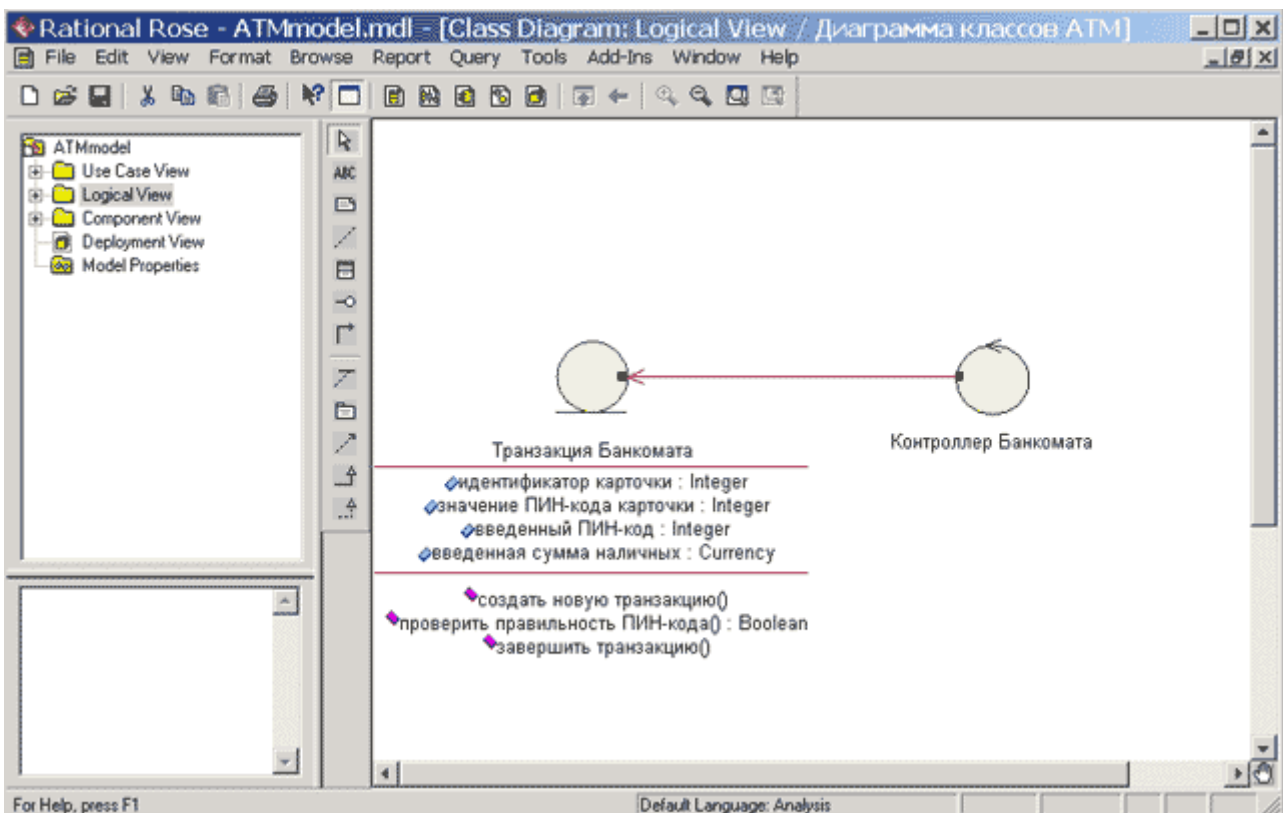 Rational Rose - ATMmodel.mdl - [Class Diagram: Logical View / Диаграмма классов ATM]
File Edit View Format Browse Report Query Tools Add-Ins Window Help
ATMmodel
Use Case View
Logical View
Component View
Deployment View
Model Properties
ABC
Транзакция Банкомата
идентификатор карточки : Integer
значение ПИН-кода карточки : Integer
введенный ПИН-код : Integer
введенная сумма наличных : Currency
создать новую транзакцию()
проверить правильность ПИН-кода() : Boolean
завершить транзакцию()
Контроллер Банкомата
For Help, press F1
Default Language: Analysis